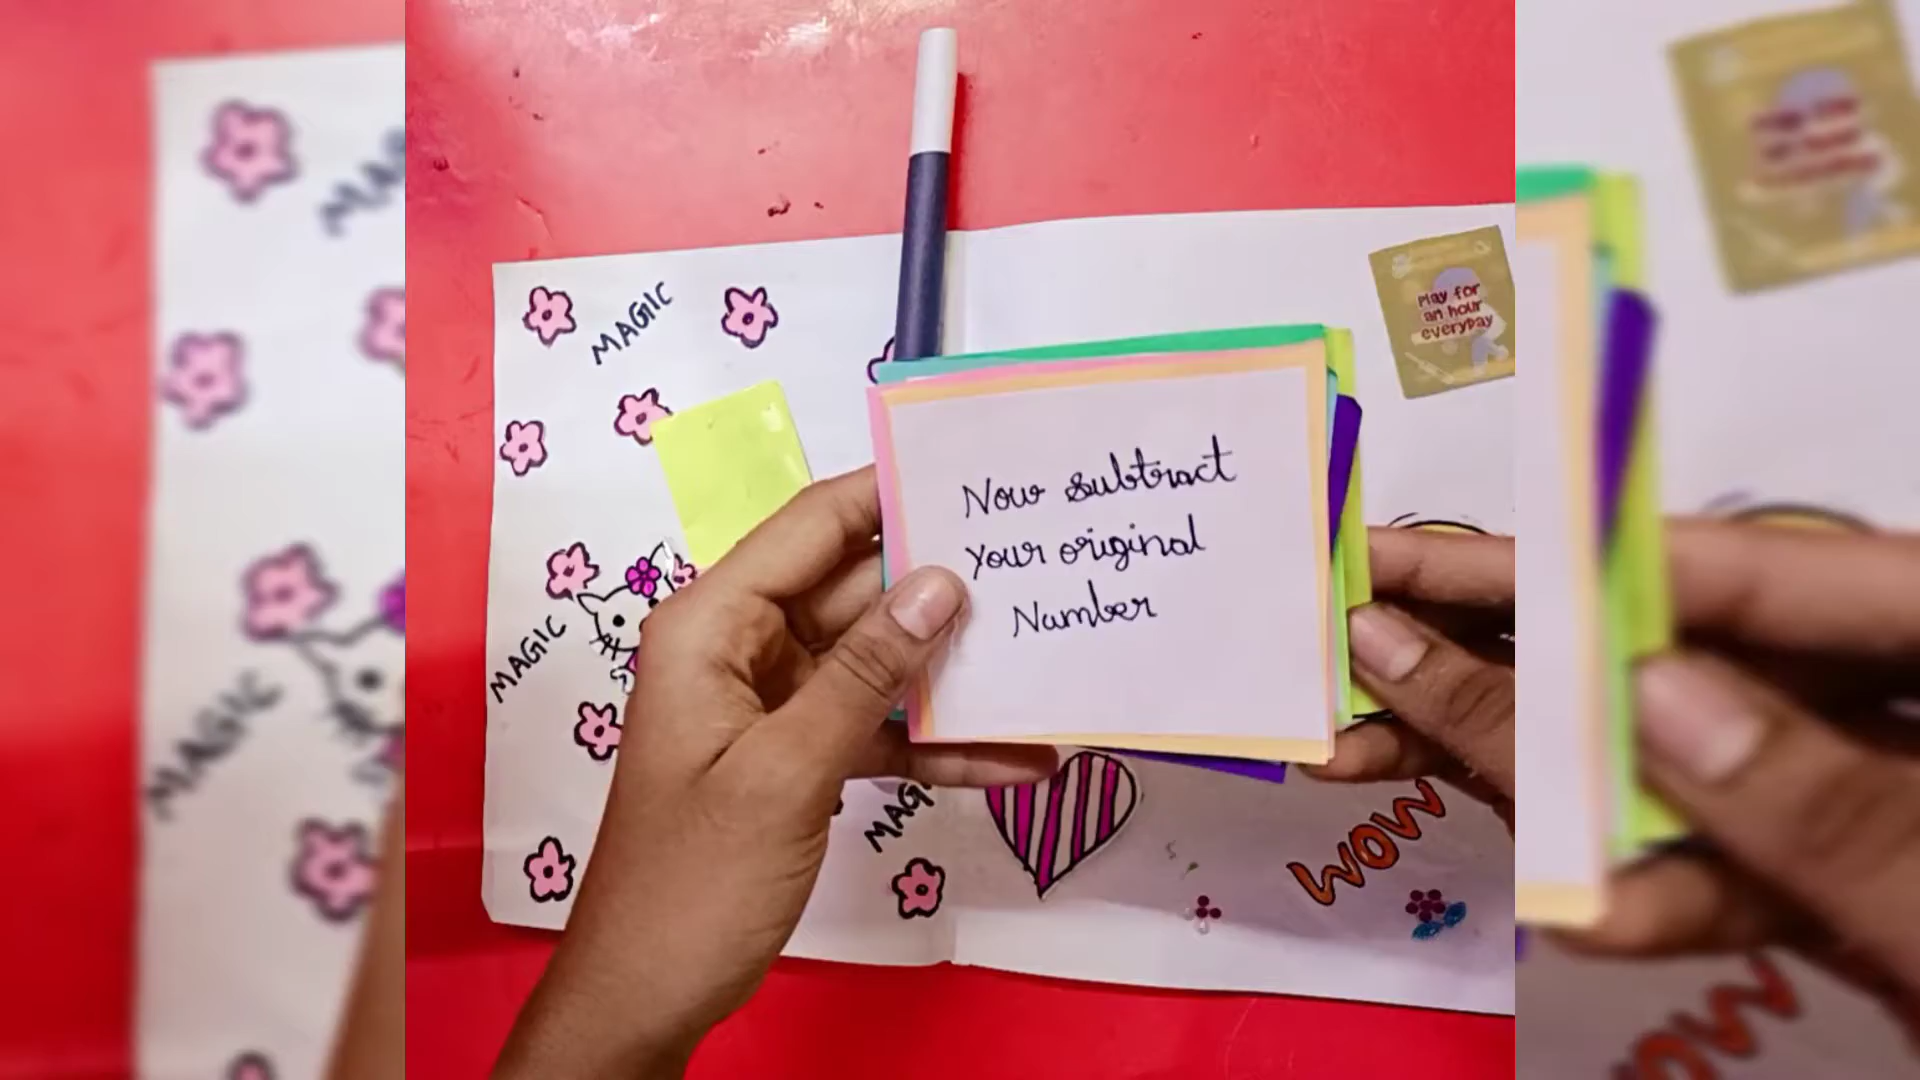 MAGIC
Play for
an hour
everyday
Now subtract
your original
Number
MAGIC
MAGIC
WOW